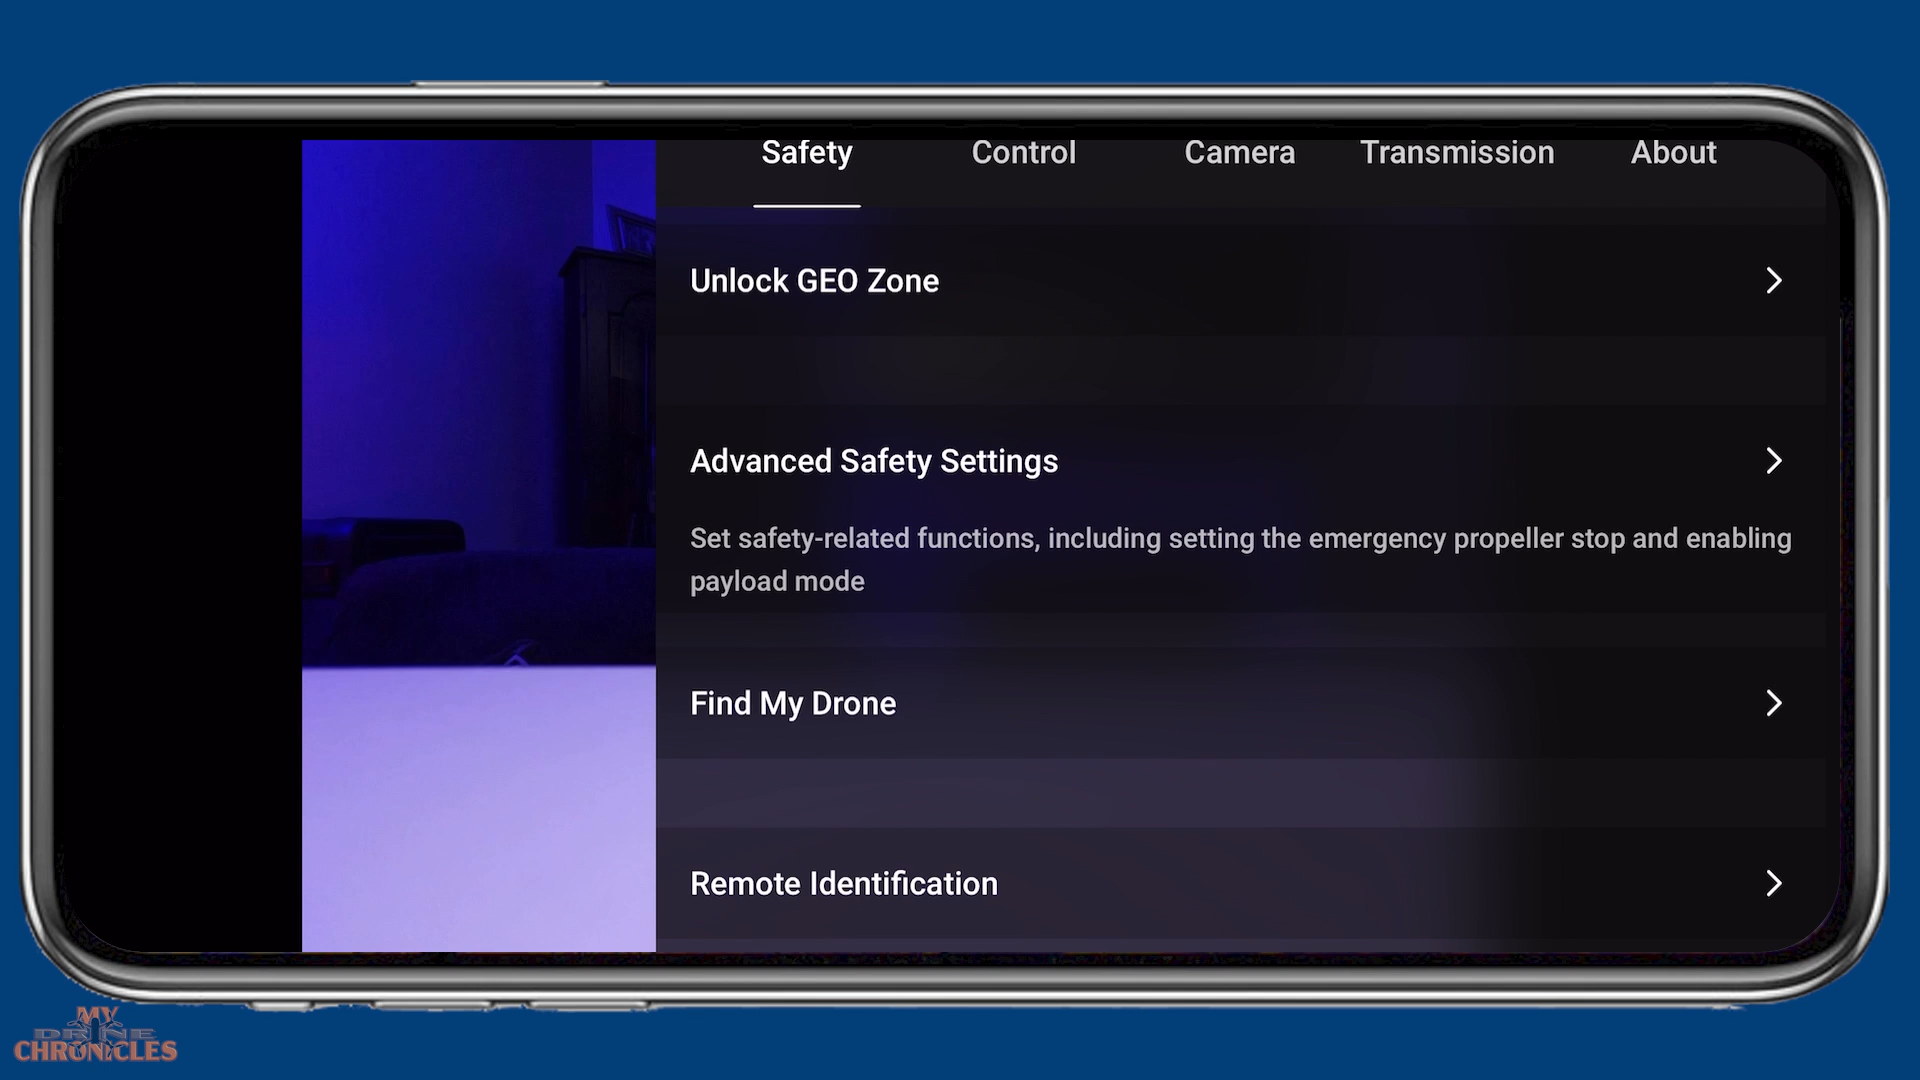 Safety Control Camera Transmission About
Unlock GEO Zone
Advanced Safety Settings
Set safety-related functions, including setting the emergency propeller stop and enabling
payload mode
Find My Drone
Remote Identification
MY
DRONE
CHRONICLES